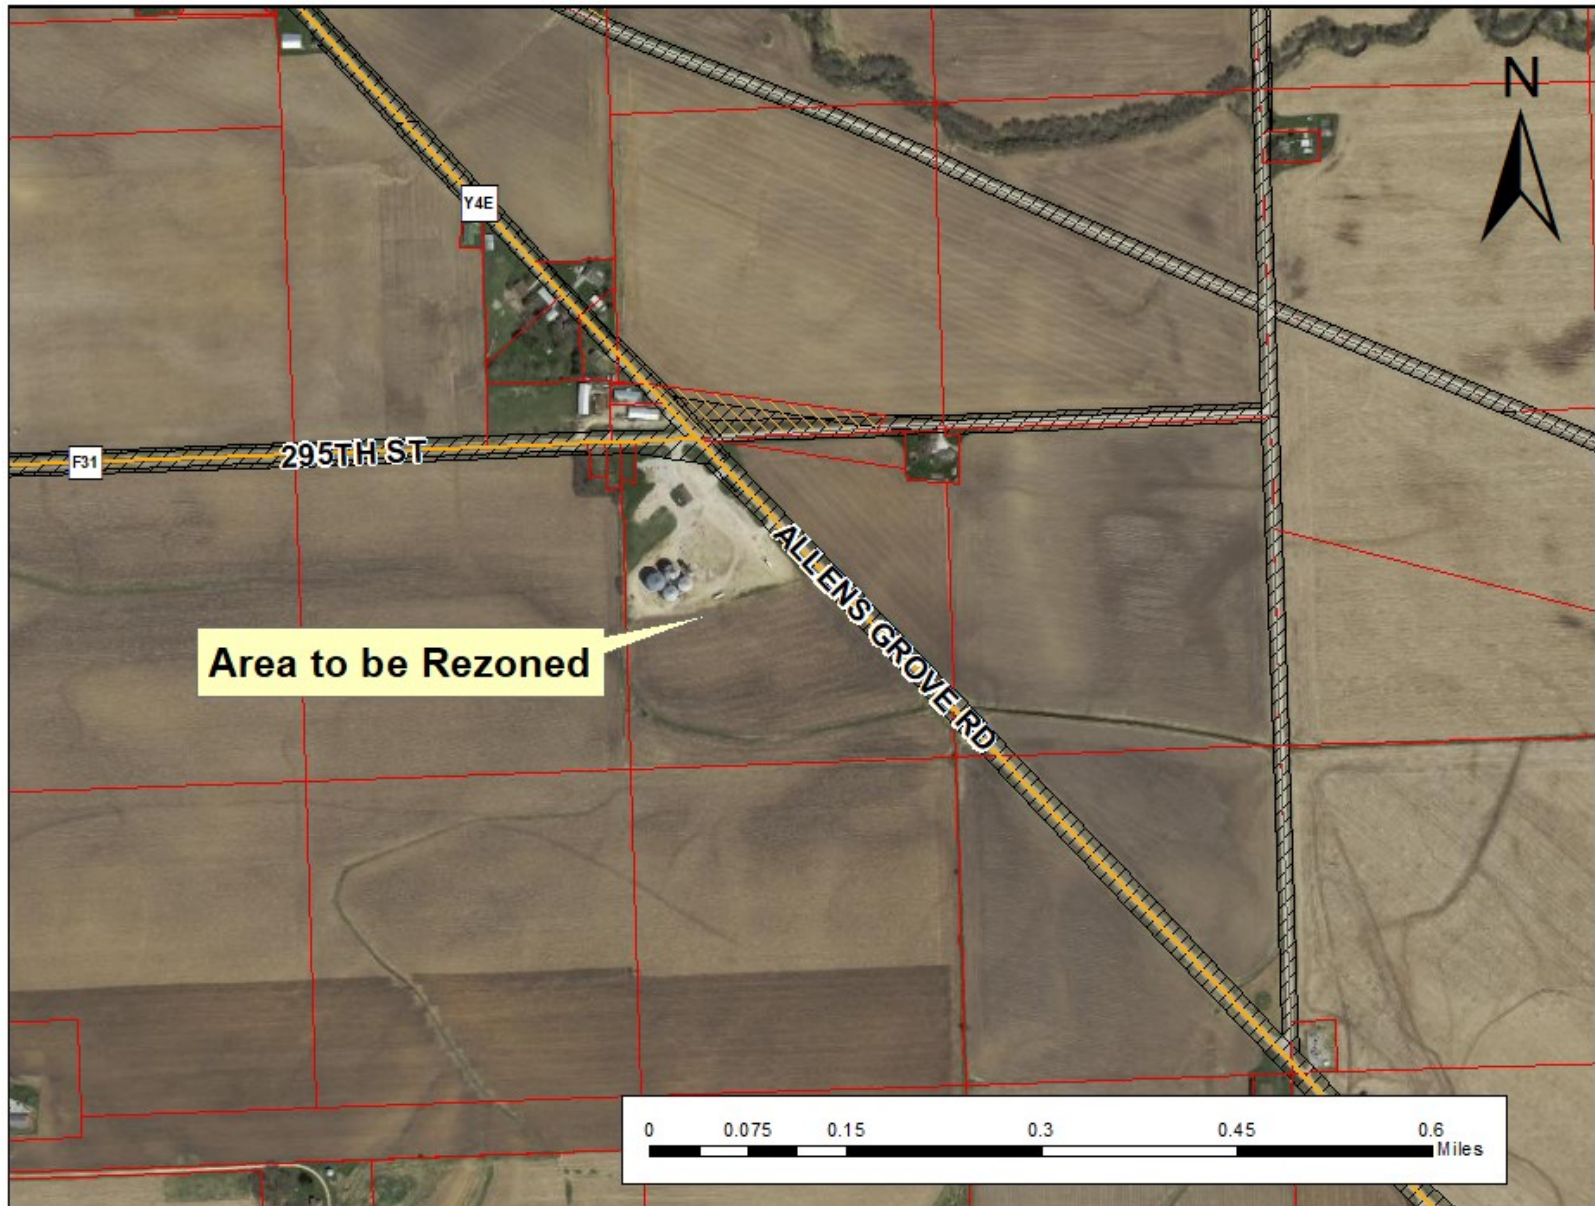 N
Y4E
295TH ST
F31
ALLENS GROVE RD
Area to be Rezoned
0 0.075 0.15 0.3 0.45 0.6
Miles